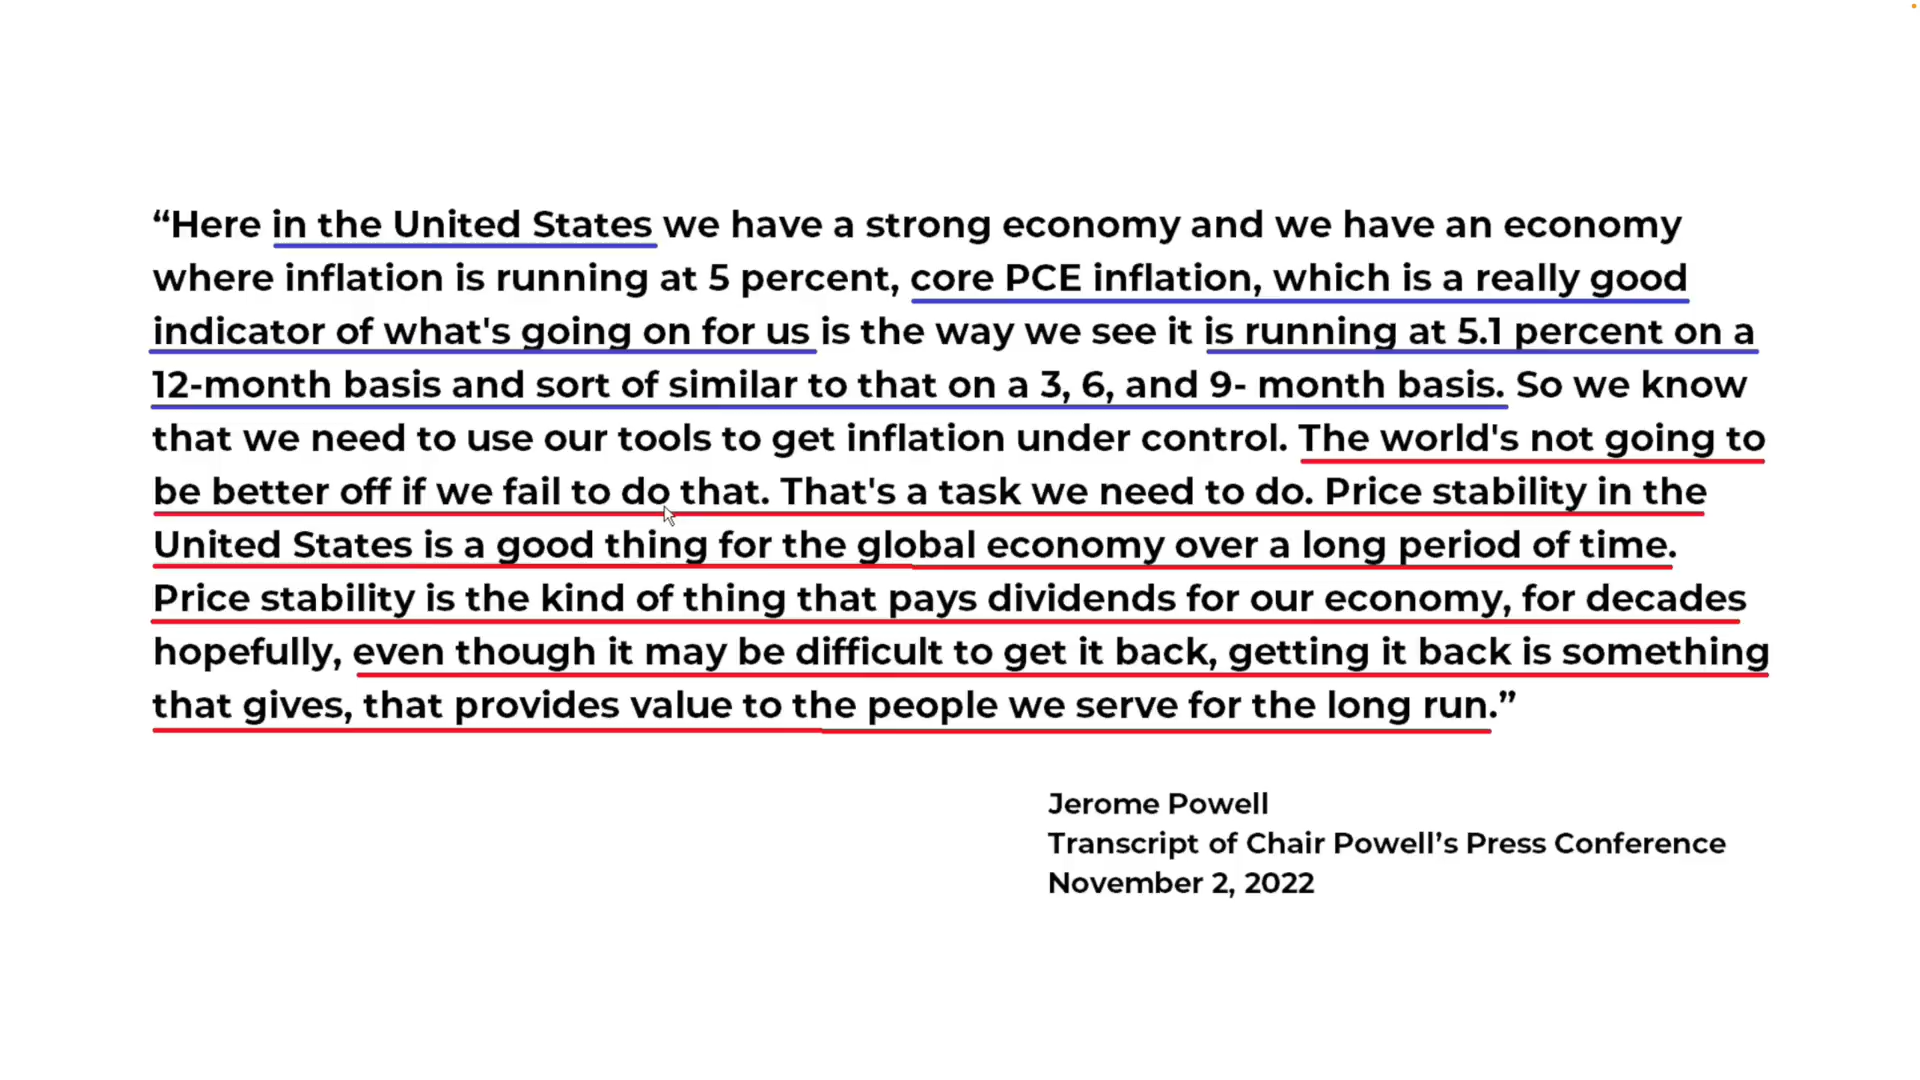 “Here in the United States we have a strong economy and we have an economy
where inflation is running at 5 percent, core PCE inflation, which is a really good
indicator of what's going on for us is the way we see it is running at 5.1 percent on a
12-month basis and sort of similar to that on a 3, 6, and 9- month basis. So we know
that we need to use our tools to get inflation under control. The world's not going to
be better off if we fail to do that. That's a task we need to do. Price stability in the
United States is a good thing for the global economy over a long period of time.
Price stability is the kind of thing that pays dividends for our economy, for decades
hopefully, even though it may be difficult to get it back, getting it back is something
that gives, that provides value to the people we serve for the long run.”
Jerome Powell
Transcript of Chair Powell’s Press Conference
November 2, 2022